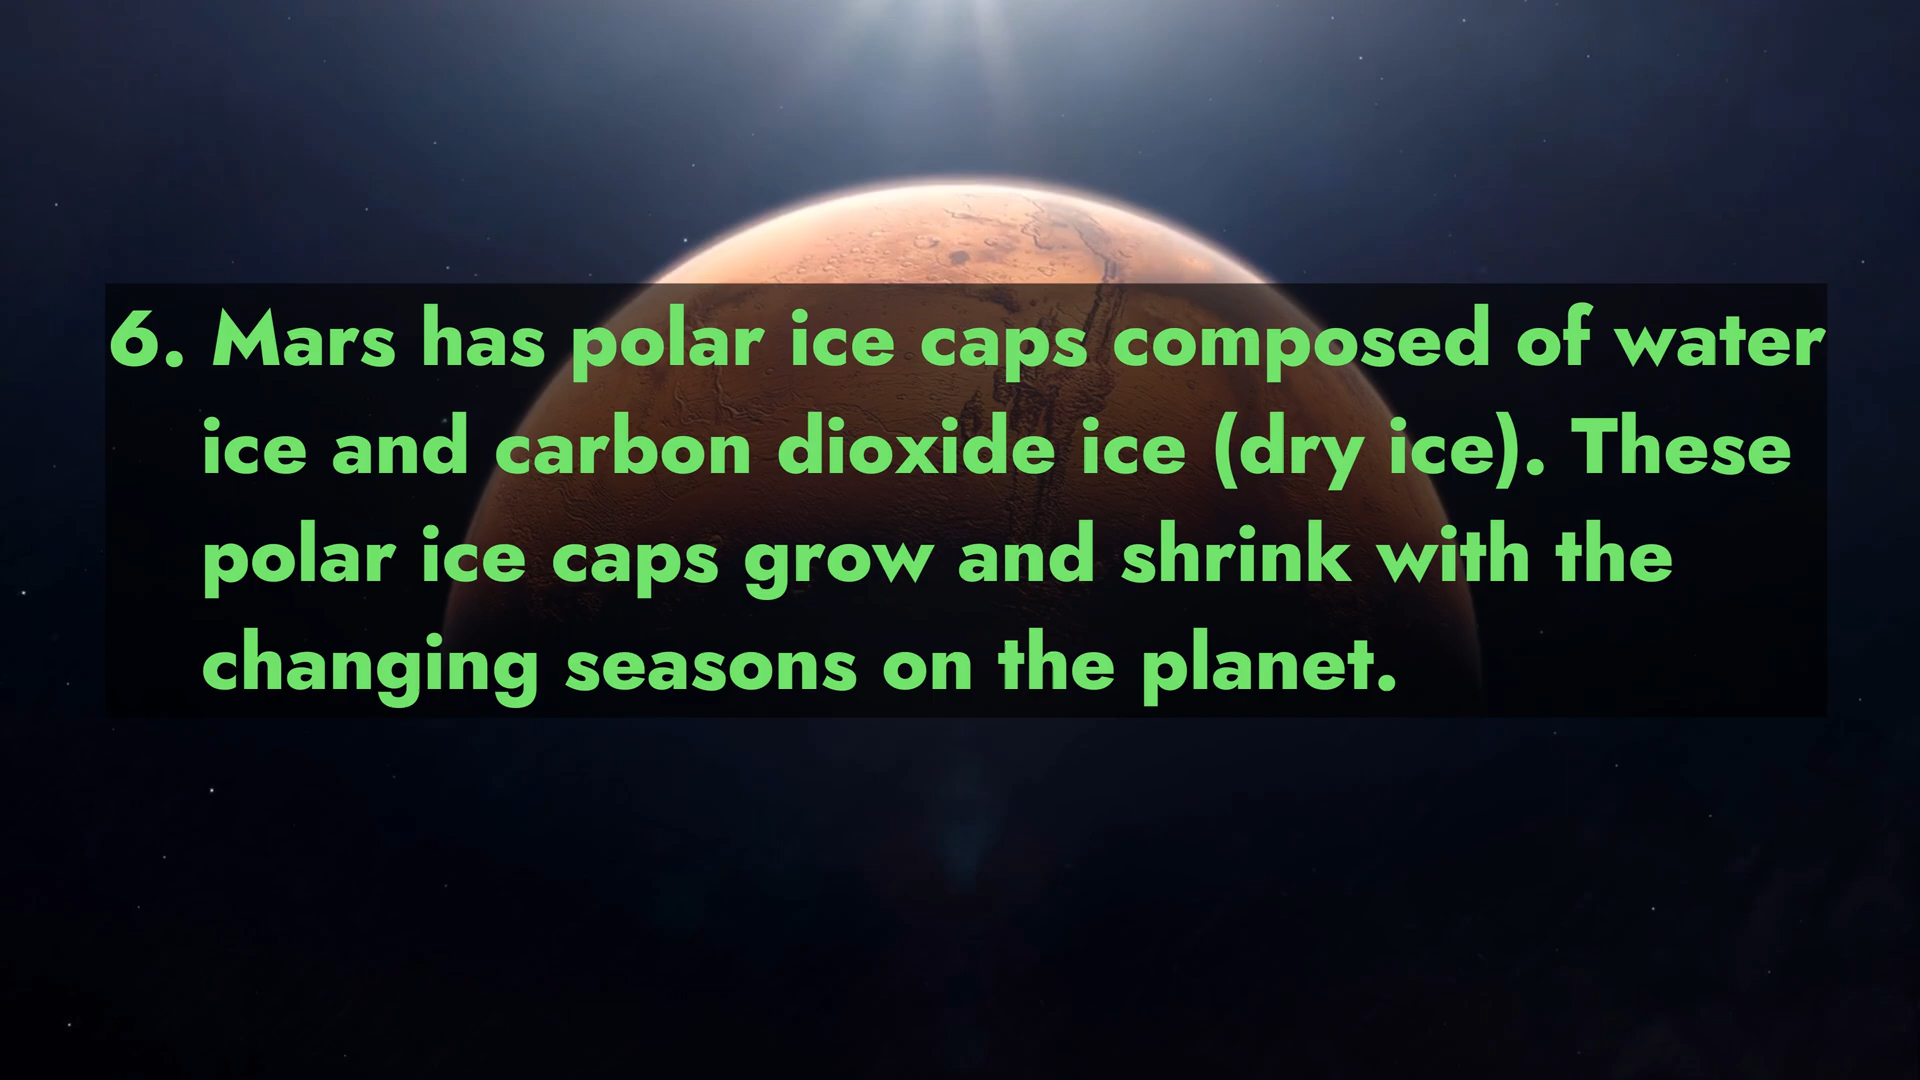 6. Mars has polar ice caps composed of water
ice and carbon dioxide ice (dry ice). These
polar ice caps grow and shrink with the
changing seasons on the planet.